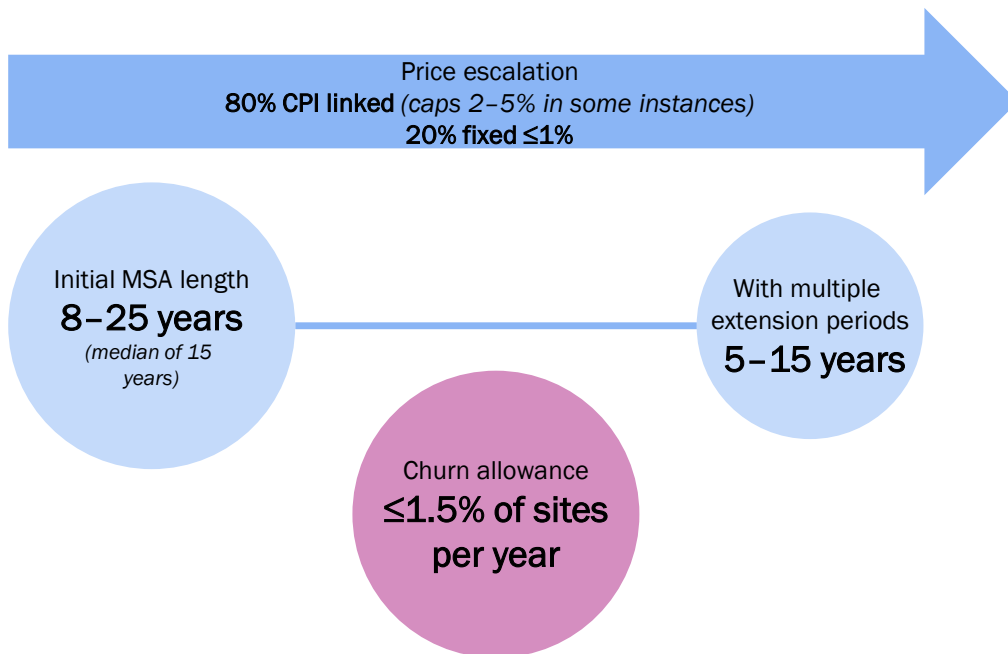 Price escalation
80% CPI linked (caps 2–5% in some instances)
20% fixed ≤1%
Initial MSA length
8–25 years
(median of 15
years)
With multiple
extension periods
5–15 years
Churn allowance
≤1.5% of sites
per year